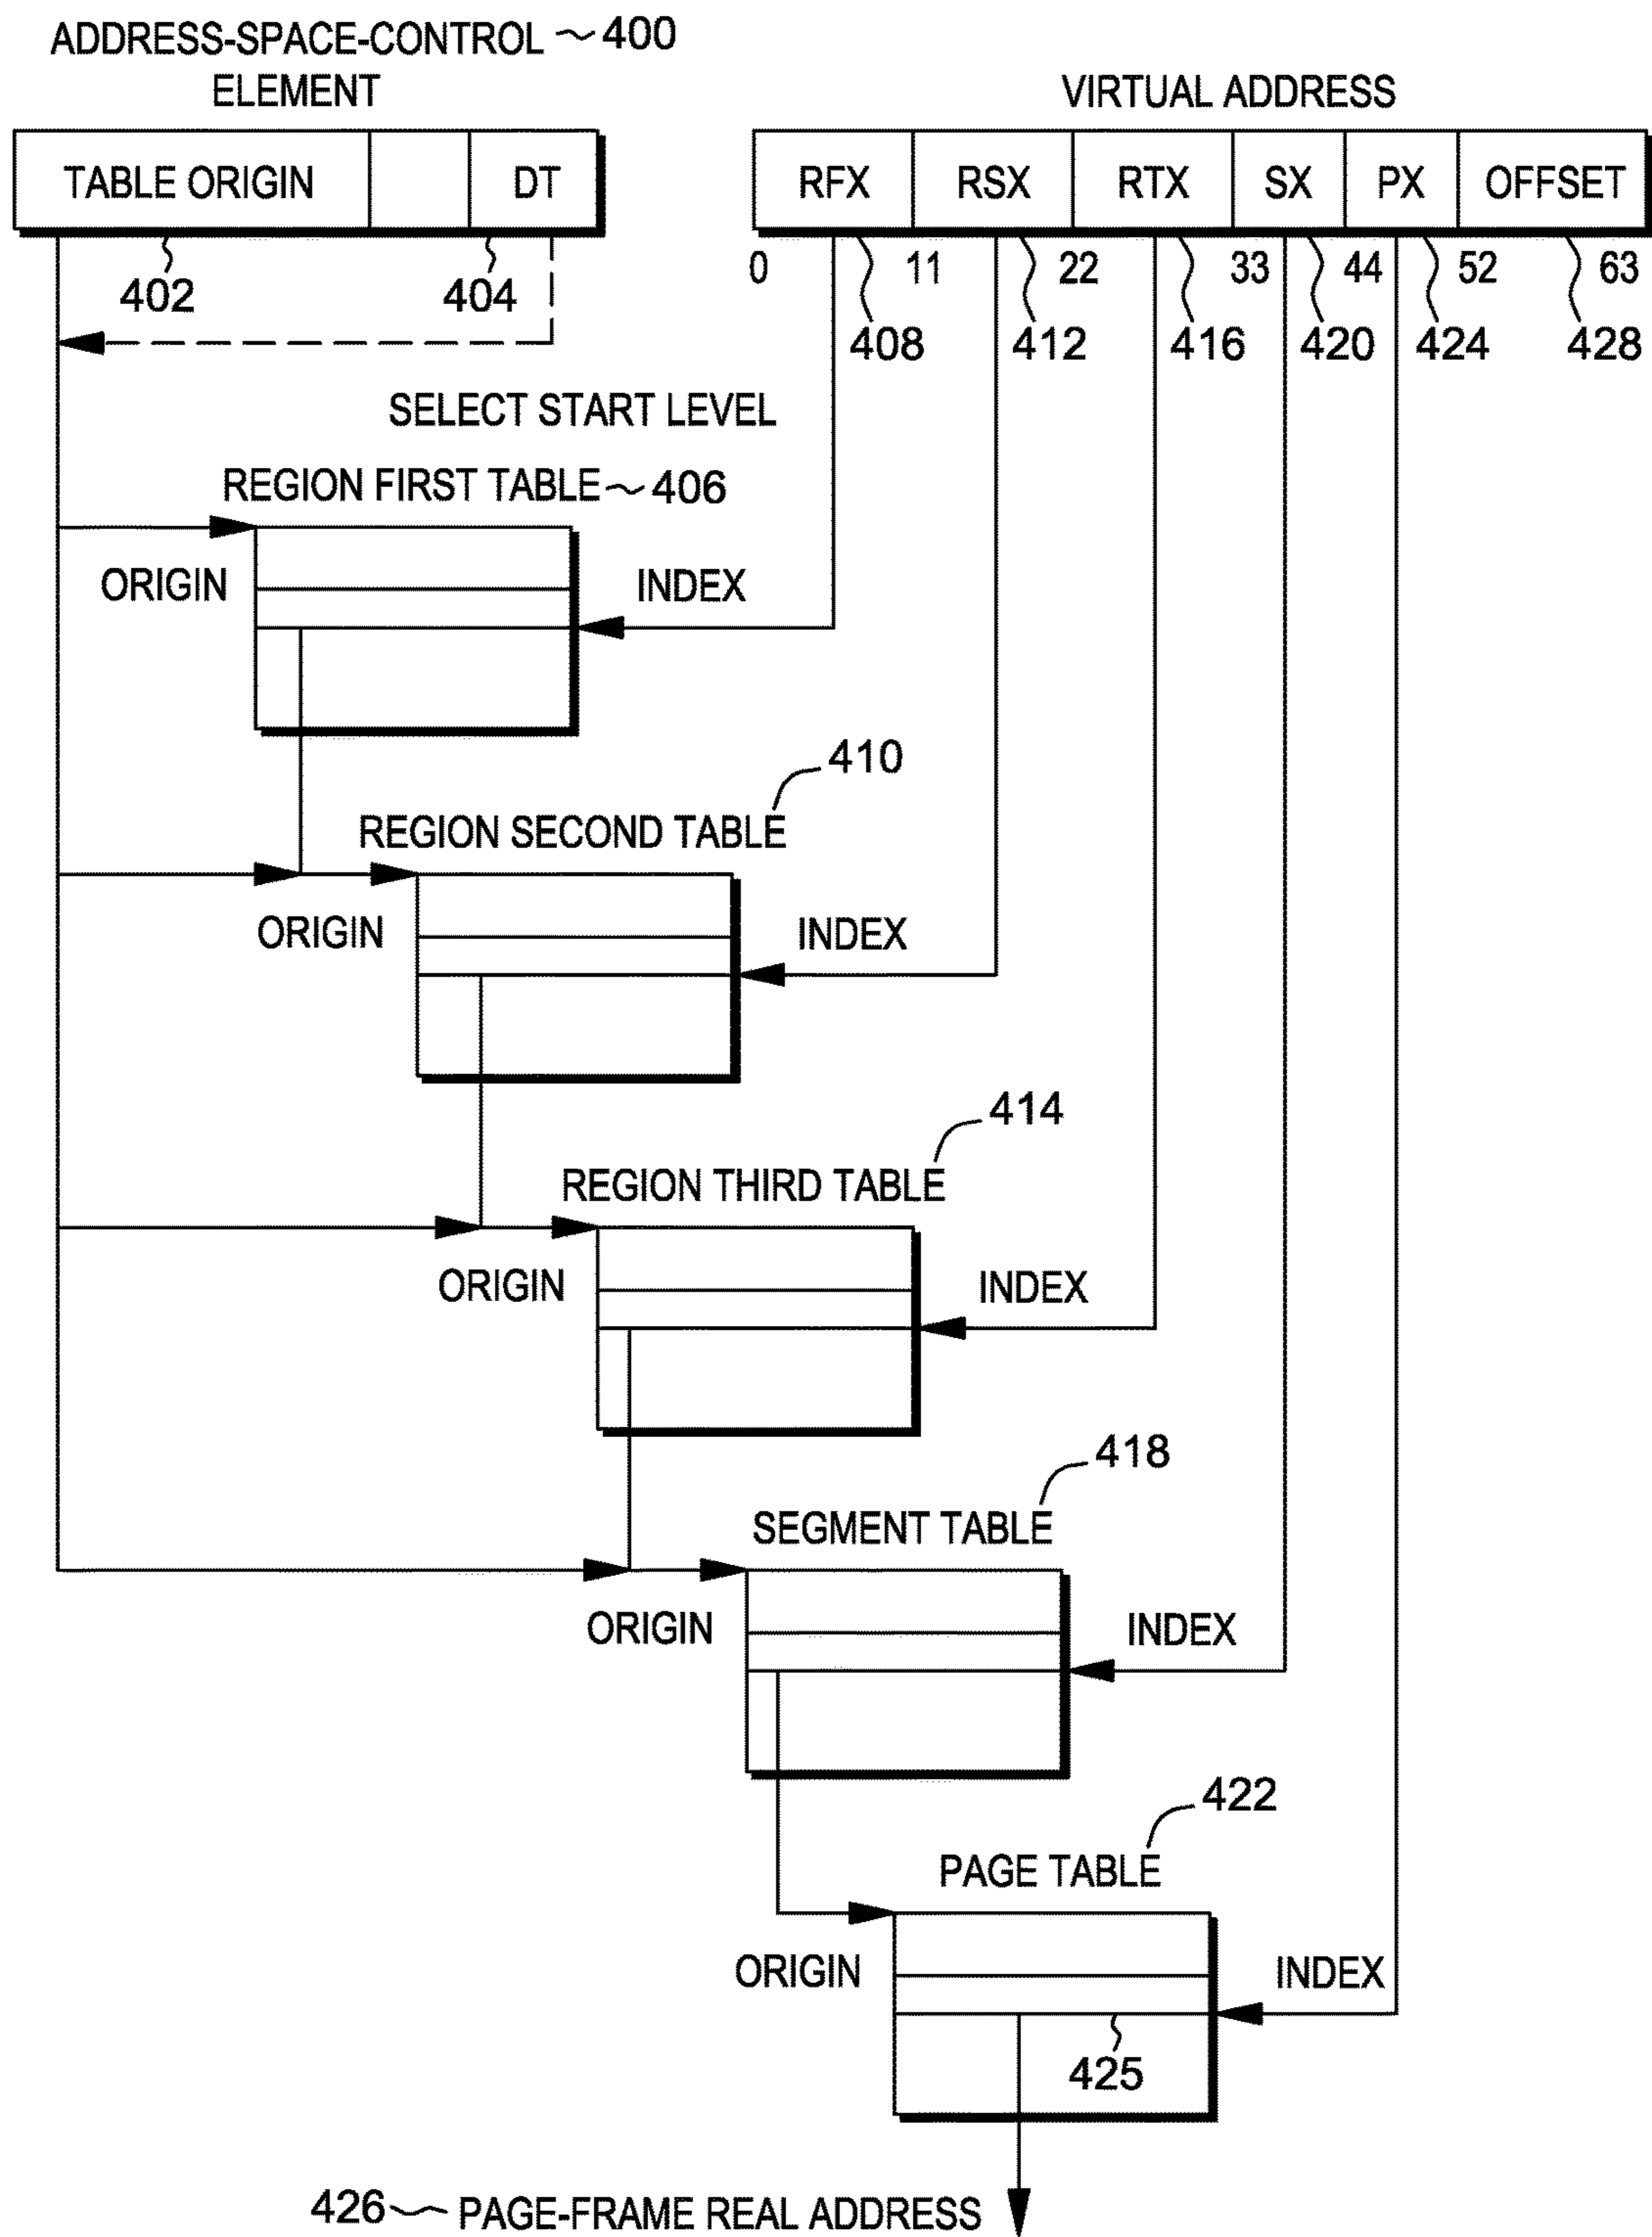 ADDRESS-SPACE-CONTROL 400
ELEMENT
VIRTUAL ADDRESS
TABLE ORIGIN DT
RFX RSX RTX SX PX OFFSET
0 11 22 33 44 52 63
402 404
408 412 416 420 424 428
SELECT START LEVEL
REGION FIRST TABLE 406
ORIGIN INDEX
410
REGION SECOND TABLE
ORIGIN INDEX
414
REGION THIRD TABLE
ORIGIN INDEX
418
SEGMENT TABLE
ORIGIN INDEX
422
PAGE TABLE
ORIGIN INDEX
425
426 PAGE-FRAME REAL ADDRESS